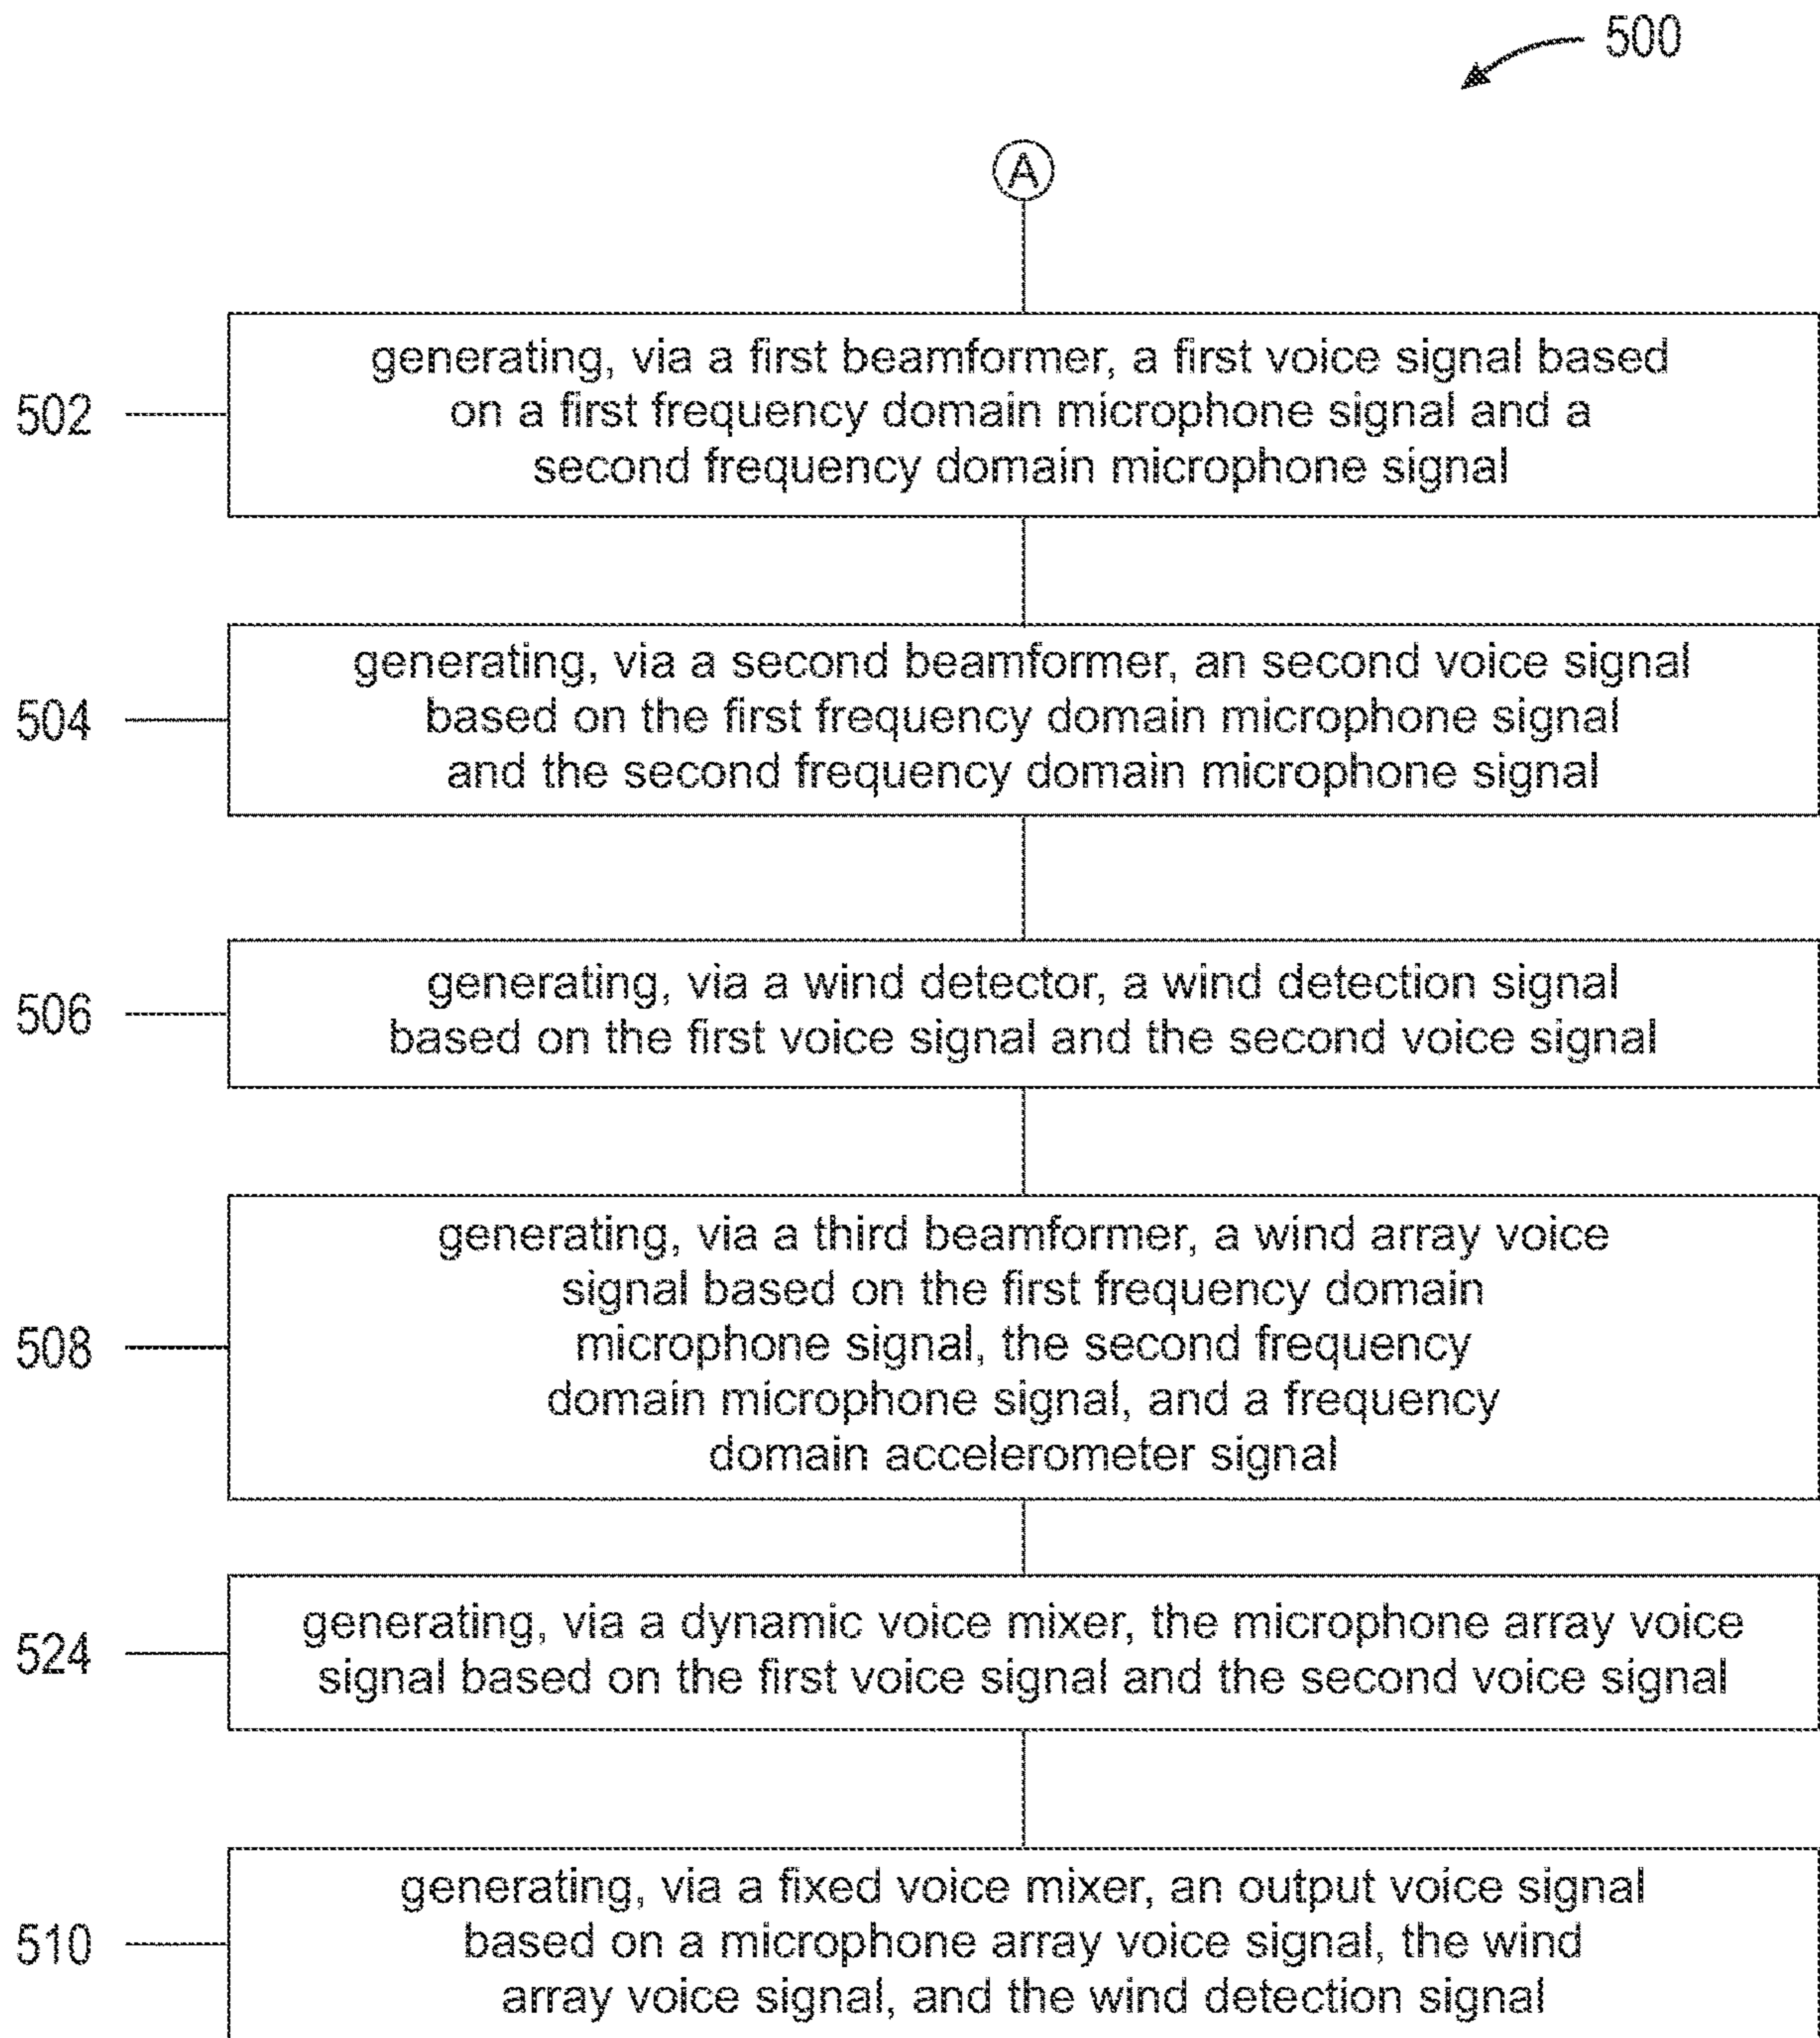 500
A
502
generating, via a first beamformer, a first voice signal based
on a first frequency domain microphone signal and a
second frequency domain microphone signal
504
generating, via a second beamformer, an second voice signal
based on the first frequency domain microphone signal
and the second frequency domain microphone signal
506
generating, via a wind detector, a wind detection signal
based on the first voice signal and the second voice signal
508
generating, via a third beamformer, a wind array voice
signal based on the first frequency domain
microphone signal, the second frequency
domain microphone signal, and a frequency
domain accelerometer signal
524
generating, via a dynamic voice mixer, the microphone array voice
signal based on the first voice signal and the second voice signal
510
generating, via a fixed voice mixer, an output voice signal
based on a microphone array voice signal, the wind
array voice signal, and the wind detection signal